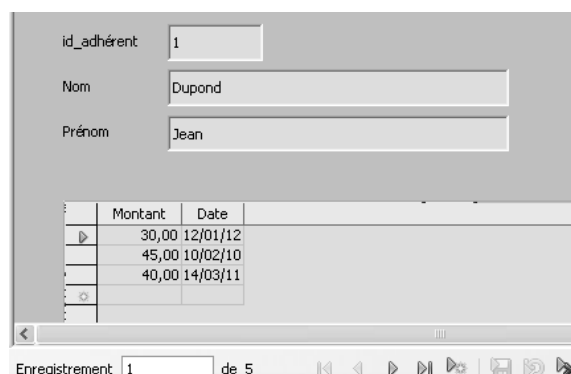 id_adhérent 1
Nom Dupond
Prénom Jean
Montant Date
30,00 12/01/12
45,00 10/02/10
40,00 14/03/11
Enregistrement 1 de 5